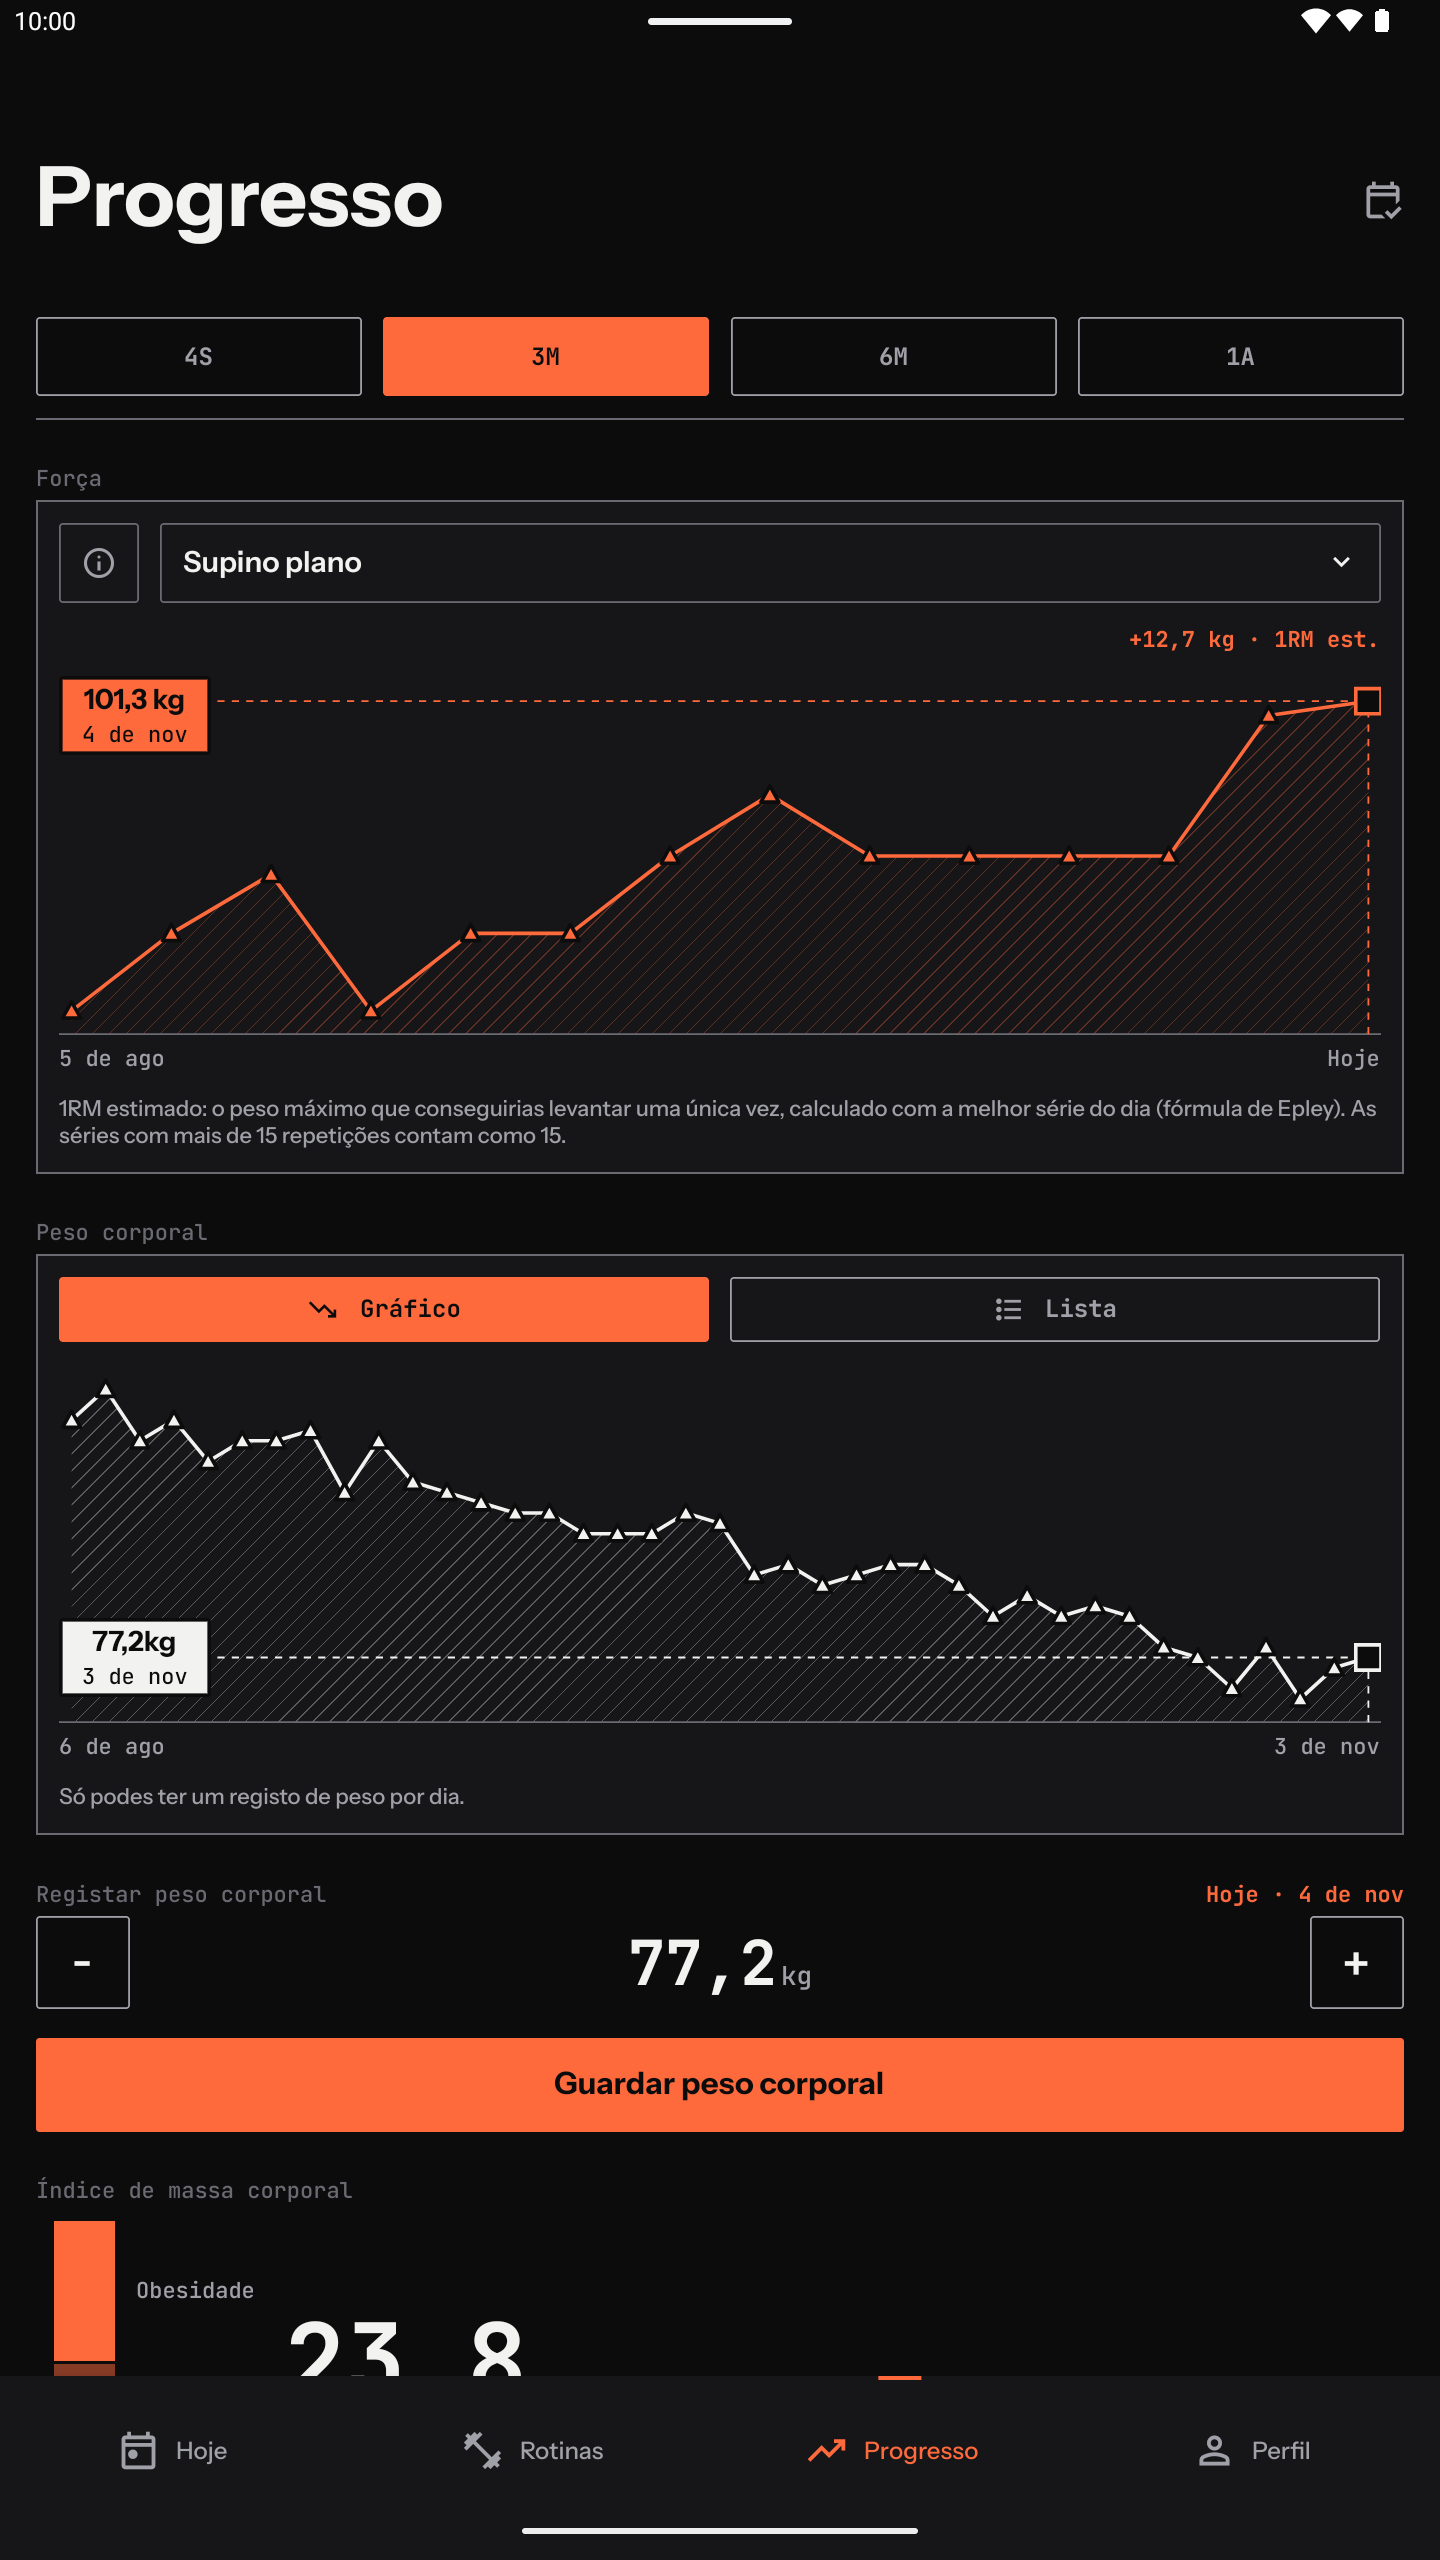 10:00
Progresso
4S
3M
6M
1A
Força
Supino plano
+12,7 kg · 1RM est.
101,3 kg
4 de nov
5 de ago
Hoje
1RM estimado: o peso máximo que conseguirias levantar uma única vez, calculado com a melhor série do dia (fórmula de Epley). As
séries com mais de 15 repetições contam como 15.
Peso corporal
Gráfico
Lista
77,2kg
3 de nov
6 de ago
3 de nov
Só podes ter um registo de peso por dia.
Registar peso corporal
Hoje · 4 de nov
-
77,2 kg
+
Guardar peso corporal
Índice de massa corporal
Obesidade
23 8
Hoje
Rotinas
Progresso
Perfil